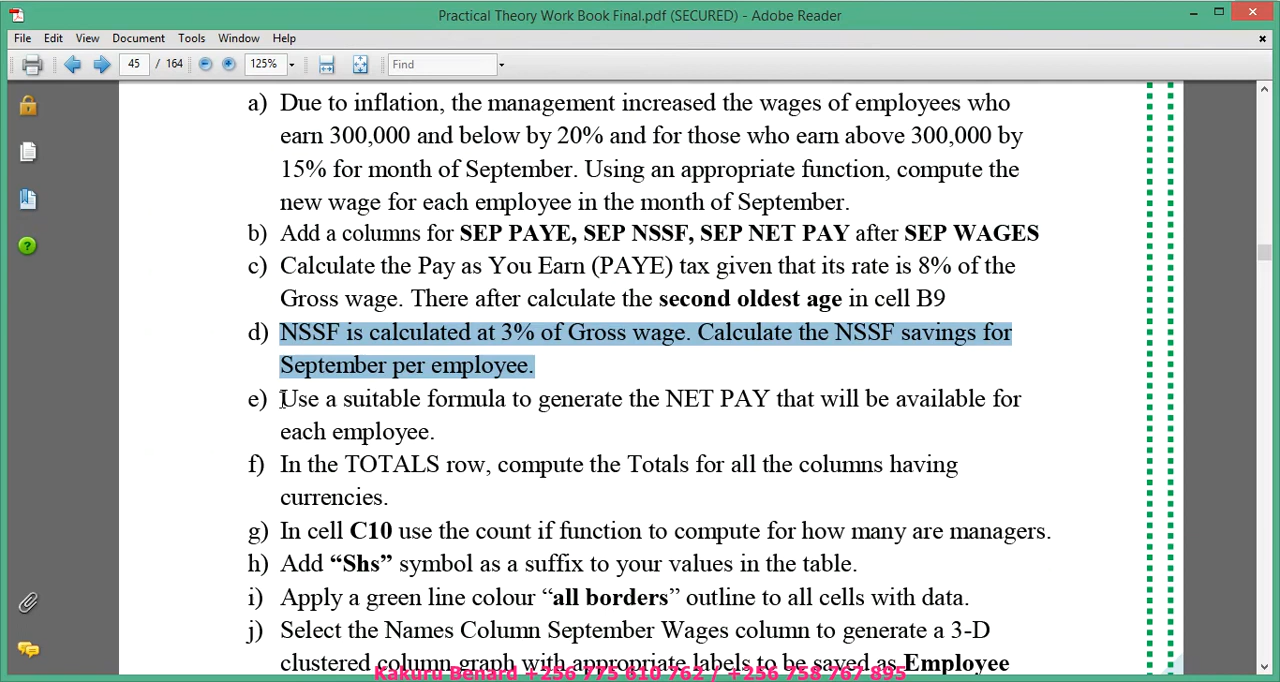 Practical Theory Work Book Final.pdf (SECURED) - Adobe Reader
File Edit View Document Tools Window Help
45 / 164 125% Find
a) Due to inflation, the management increased the wages of employees who
earn 300,000 and below by 20% and for those who earn above 300,000 by
15% for month of September. Using an appropriate function, compute the
new wage for each employee in the month of September.
b) Add a columns for SEP PAYE, SEP NSSF, SEP NET PAY after SEP WAGES
c) Calculate the Pay as You Earn (PAYE) tax given that its rate is 8% of the
Gross wage. There after calculate the second oldest age in cell B9
d) NSSF is calculated at 3% of Gross wage. Calculate the NSSF savings for
September per employee.
e) Use a suitable formula to generate the NET PAY that will be available for
each employee.
f) In the TOTALS row, compute the Totals for all the columns having
currencies.
g) In cell C10 use the count if function to compute for how many are managers.
h) Add “Shs” symbol as a suffix to your values in the table.
i) Apply a green line colour “all borders” outline to all cells with data.
j) Select the Names Column September Wages column to generate a 3-D
clustered column graph with appropriate labels to be saved as Employee
Kakuru Benard +256 775 610 762 / +256 758 767 895